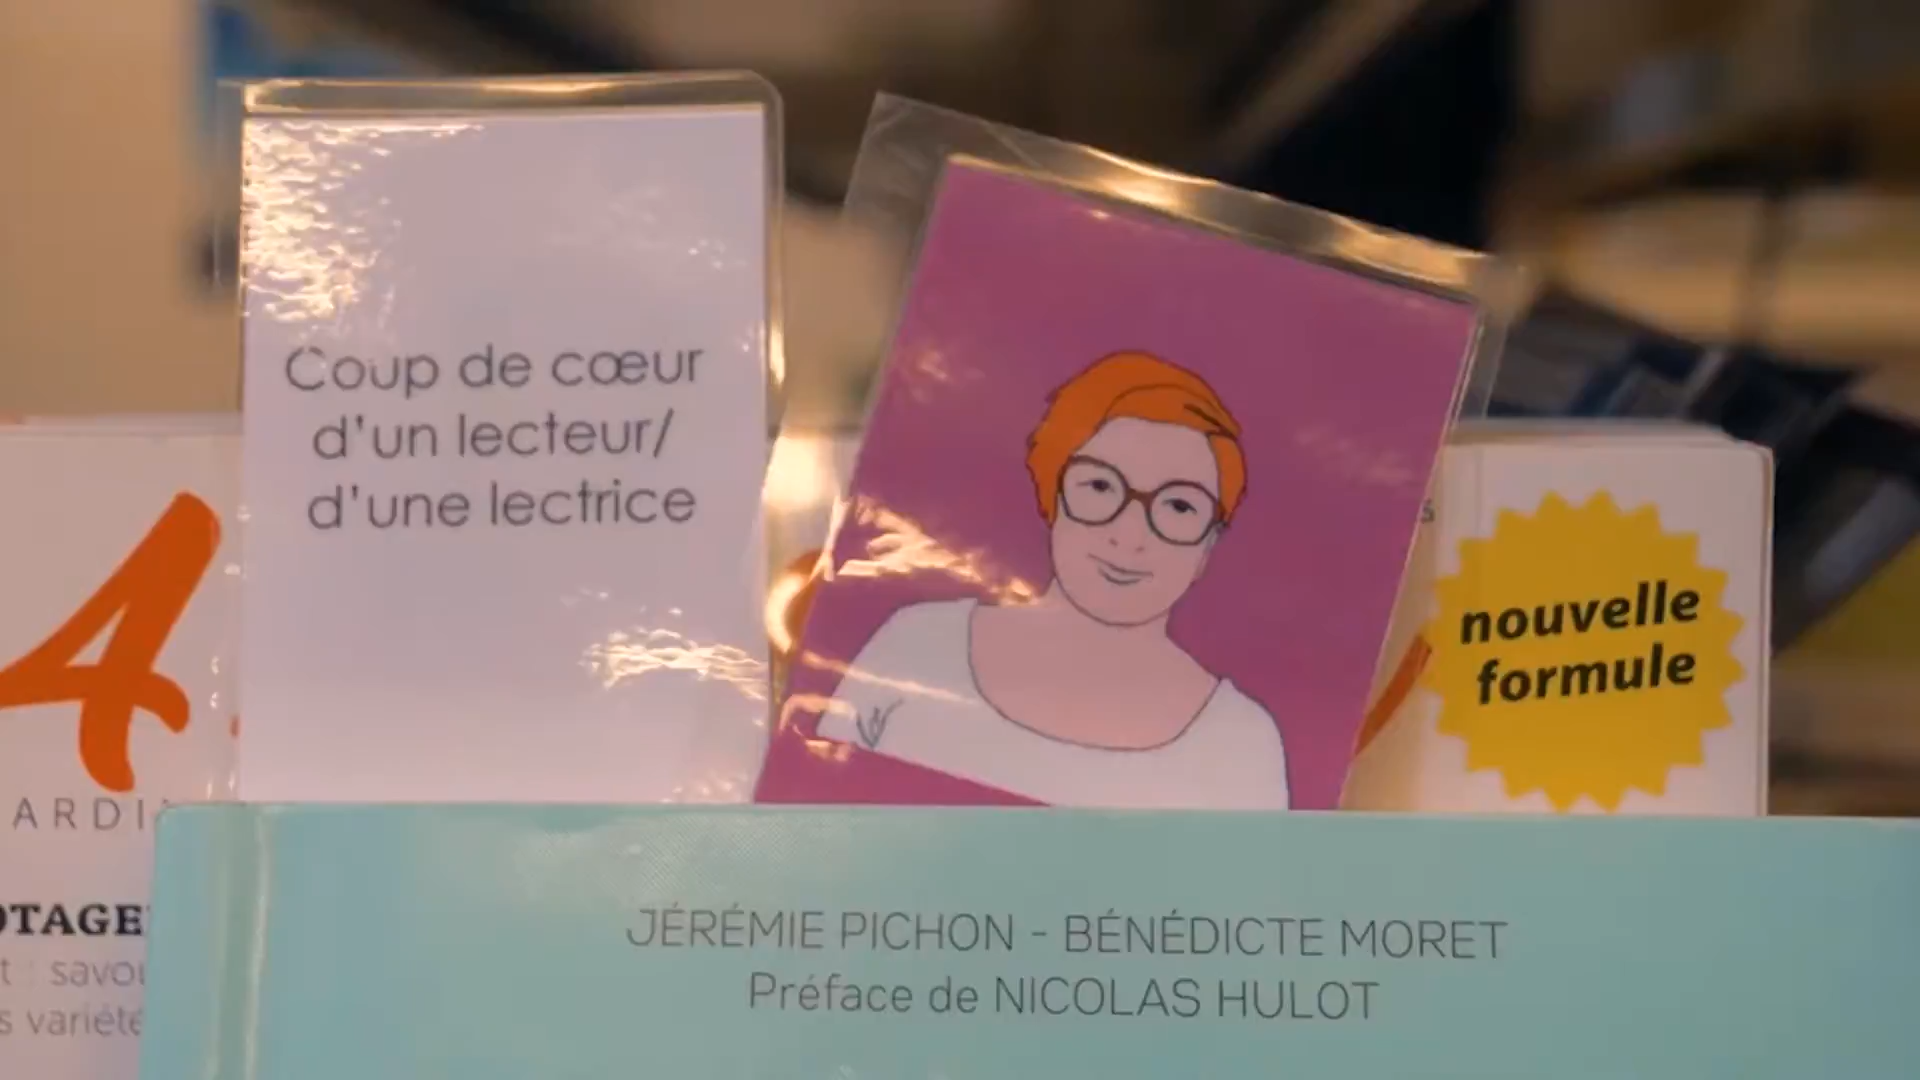 Coup de cœur
d'un lecteur/
d'une lectrice
nouvelle
formule
JÉRÉMIE PICHON - BÉNÉDICTE MORET
Préface de NICOLAS HULOT